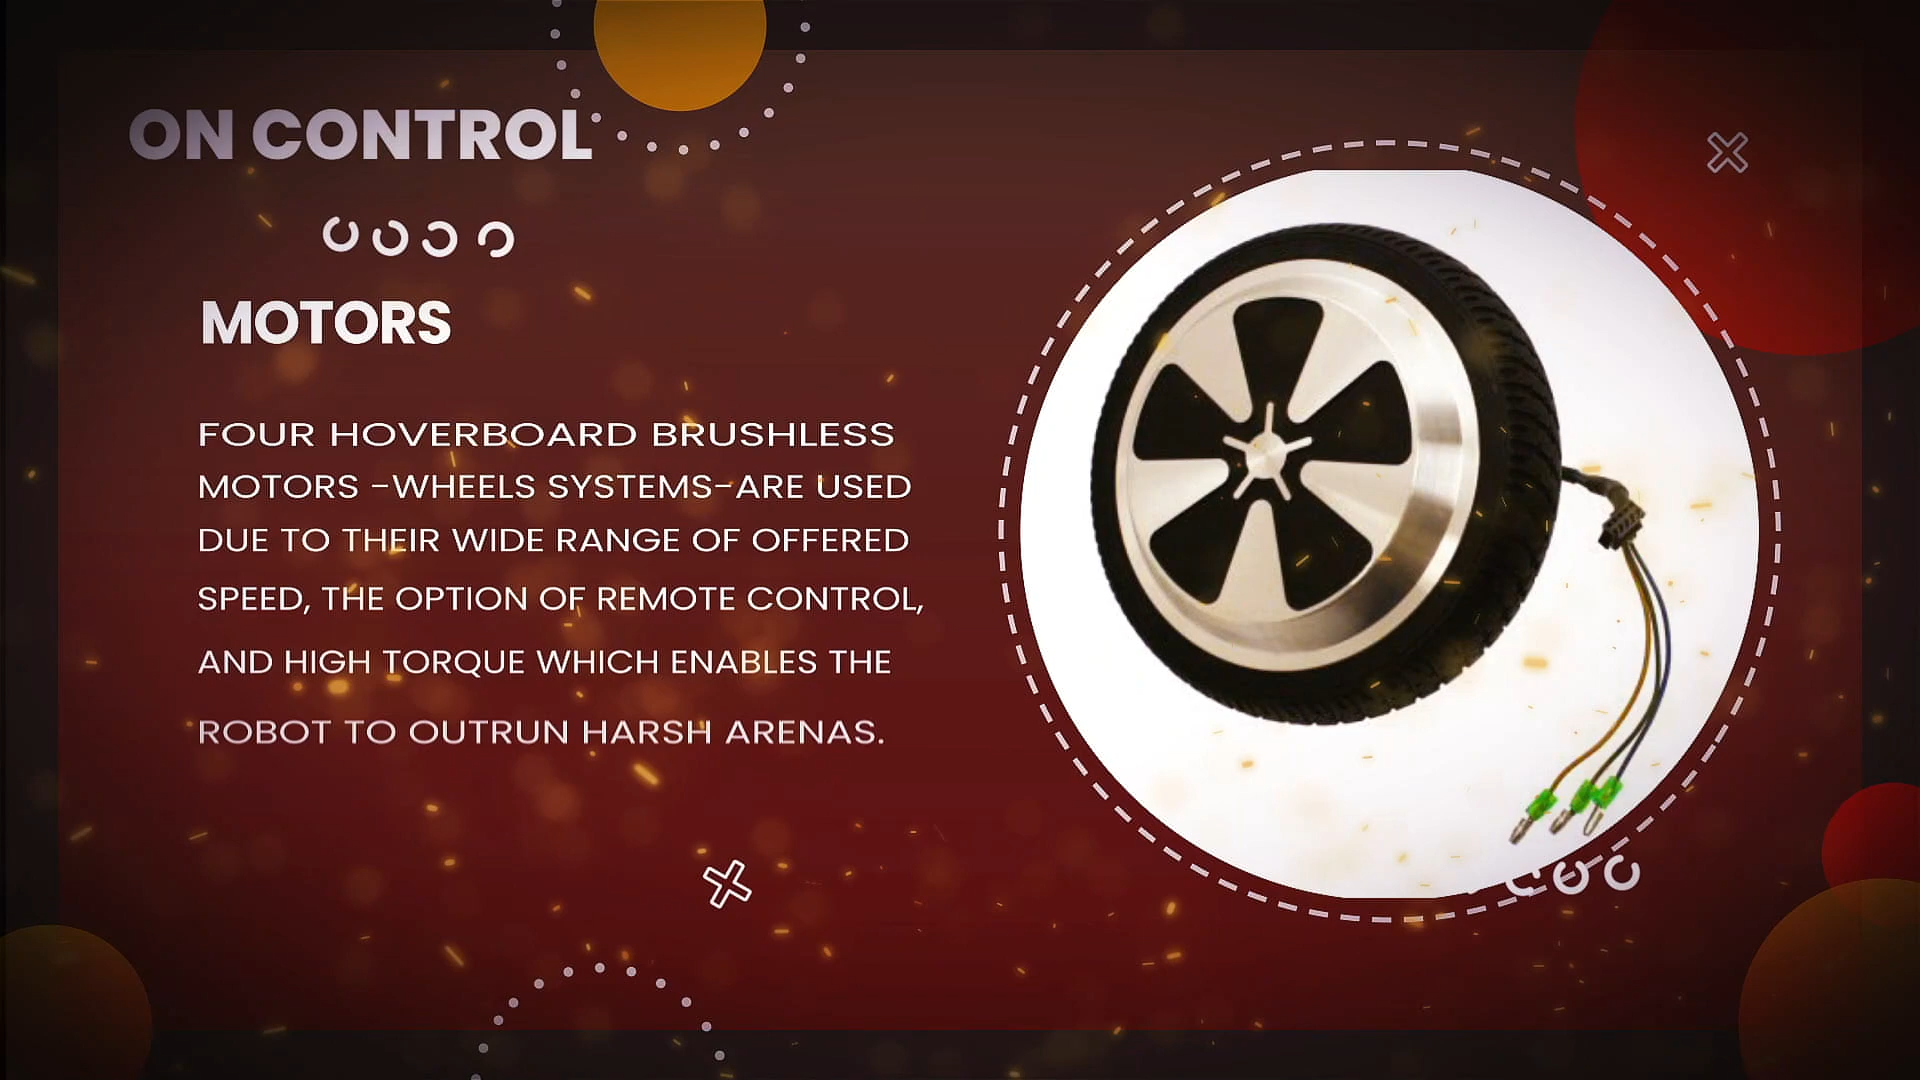 ON CONTROL
MOTORS
FOUR HOVERBOARD BRUSHLESS
MOTORS -WHEELS SYSTEMS-ARE USED
DUE TO THEIR WIDE RANGE OF OFFERED
SPEED, THE OPTION OF REMOTE CONTROL,
AND HIGH TORQUE WHICH ENABLES THE
ROBOT TO OUTRUN HARSH ARENAS.